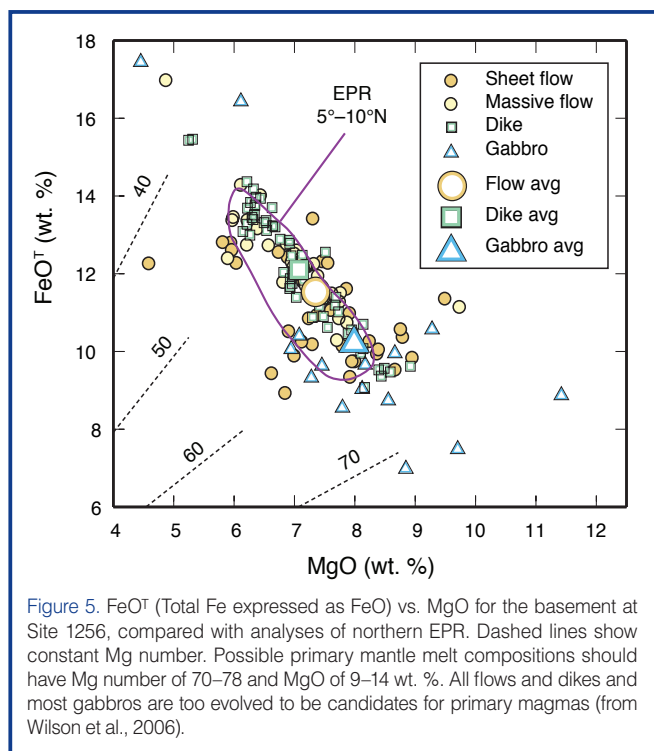 18
16
14
12
10
8
6
FeOᵀ (wt. %)
EPR
5°–10°N
Sheet flow
Massive flow
Dike
Gabbro
Flow avg
Dike avg
Gabbro avg
40
50
60
70
4 5 6 7 8 9 10 11 12
MgO (wt. %)
Figure 5. FeOᵀ (Total Fe expressed as FeO) vs. MgO for the basement at
Site 1256, compared with analyses of northern EPR. Dashed lines show
constant Mg number. Possible primary mantle melt compositions should
have Mg number of 70–78 and MgO of 9–14 wt. %. All flows and dikes and
most gabbros are too evolved to be candidates for primary magmas (from
Wilson et al., 2006).